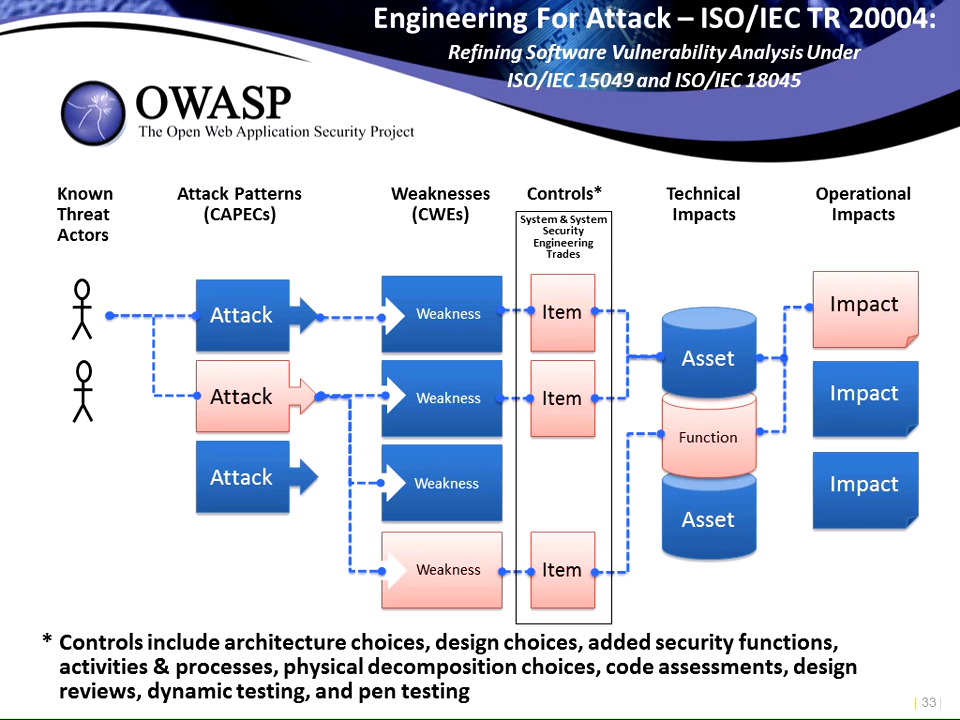 Engineering For Attack – ISO/IEC TR 20004:
Refining Software Vulnerability Analysis Under
ISO/IEC 15049 and ISO/IEC 18045
OWASP
The Open Web Application Security Project
Known
Threat
Actors
Attack Patterns
(CAPECs)
Weaknesses
(CWEs)
Controls*
Technical
Impacts
Operational
Impacts
System & System
Security
Engineering
Trades
Attack
Weakness
Item
Asset
Impact
Attack
Weakness
Item
Function
Impact
Attack
Weakness
Asset
Impact
Weakness
Item
* Controls include architecture choices, design choices, added security functions,
activities & processes, physical decomposition choices, code assessments, design
reviews, dynamic testing, and pen testing
| 33 |